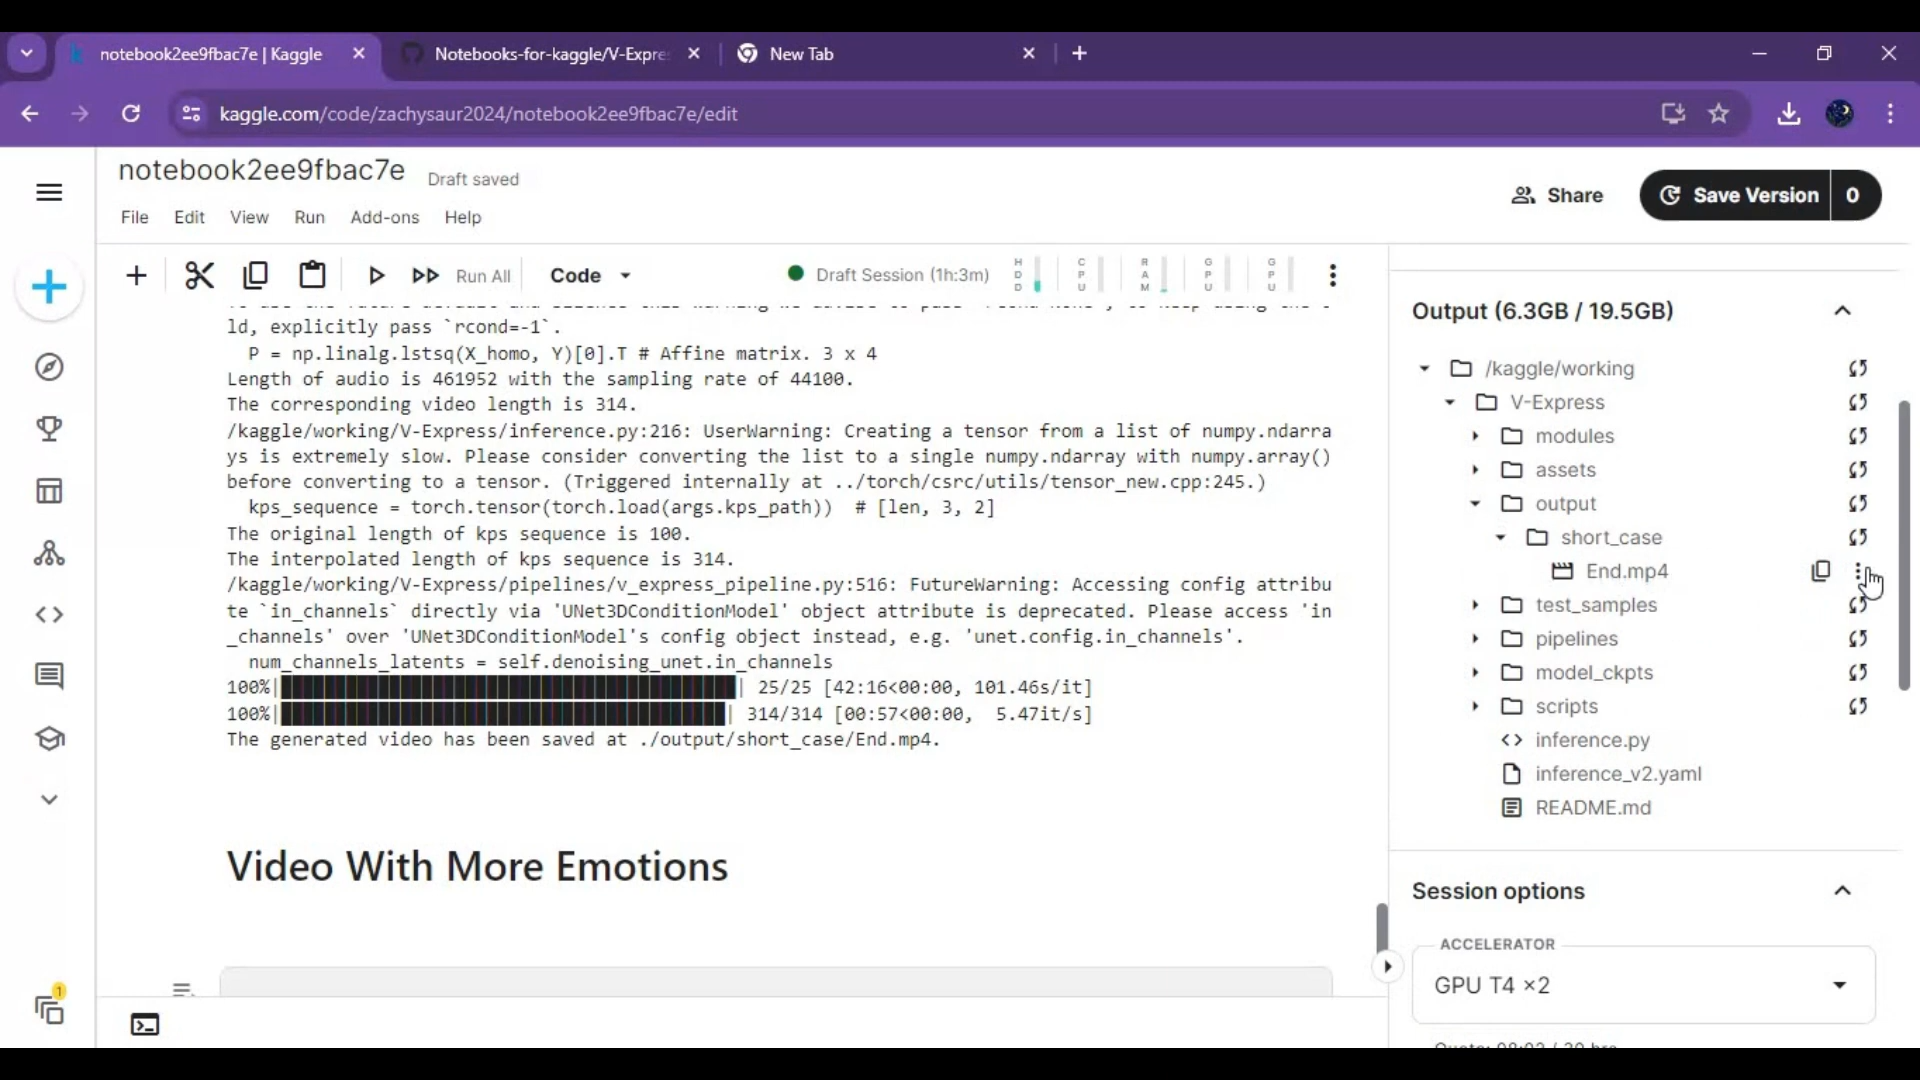 notebook2ee9fbac7e | Kaggle
Notebooks-for-kaggle/V-Expre
New Tab
kaggle.com/code/zachysaur2024/notebook2ee9fbac7e/edit
notebook2ee9fbac7e
Draft saved
File Edit View Run Add-ons Help
Share
Save Version 0
Run All
Code
Draft Session (1h:3m)
HDD
CPU
RAM
GPU
GPU
ld, explicitly pass `rcond=-1`.
P = np.linalg.lstsq(X_homo, Y)[0].T # Affine matrix. 3 x 4
Length of audio is 461952 with the sampling rate of 44100.
The corresponding video length is 314.
/kaggle/working/V-Express/inference.py:216: UserWarning: Creating a tensor from a list of numpy.ndarra
ys is extremely slow. Please consider converting the list to a single numpy.ndarray with numpy.array()
before converting to a tensor. (Triggered internally at ../torch/csrc/utils/tensor_new.cpp:245.)
kps_sequence = torch.tensor(torch.load(args.kps_path)) # [len, 3, 2]
The original length of kps sequence is 100.
The interpolated length of kps sequence is 314.
/kaggle/working/V-Express/pipelines/v_express_pipeline.py:516: FutureWarning: Accessing config attribu
te `in_channels` directly via 'UNet3DConditionModel' object attribute is deprecated. Please access 'in
_channels' over 'UNet3DConditionModel's config object instead, e.g. 'unet.config.in_channels'.
num_channels_latents = self.denoising_unet.in_channels
100%| | 25/25 [42:16<00:00, 101.46s/it]
100%| | 314/314 [00:57<00:00, 5.47it/s]
The generated video has been saved at ./output/short_case/End.mp4.
Video With More Emotions
Output (6.3GB / 19.5GB)
/kaggle/working
V-Express
modules
assets
output
short_case
End.mp4
test_samples
pipelines
model_ckpts
scripts
inference.py
inference_v2.yaml
README.md
Session options
ACCELERATOR
GPU T4 ×2
1